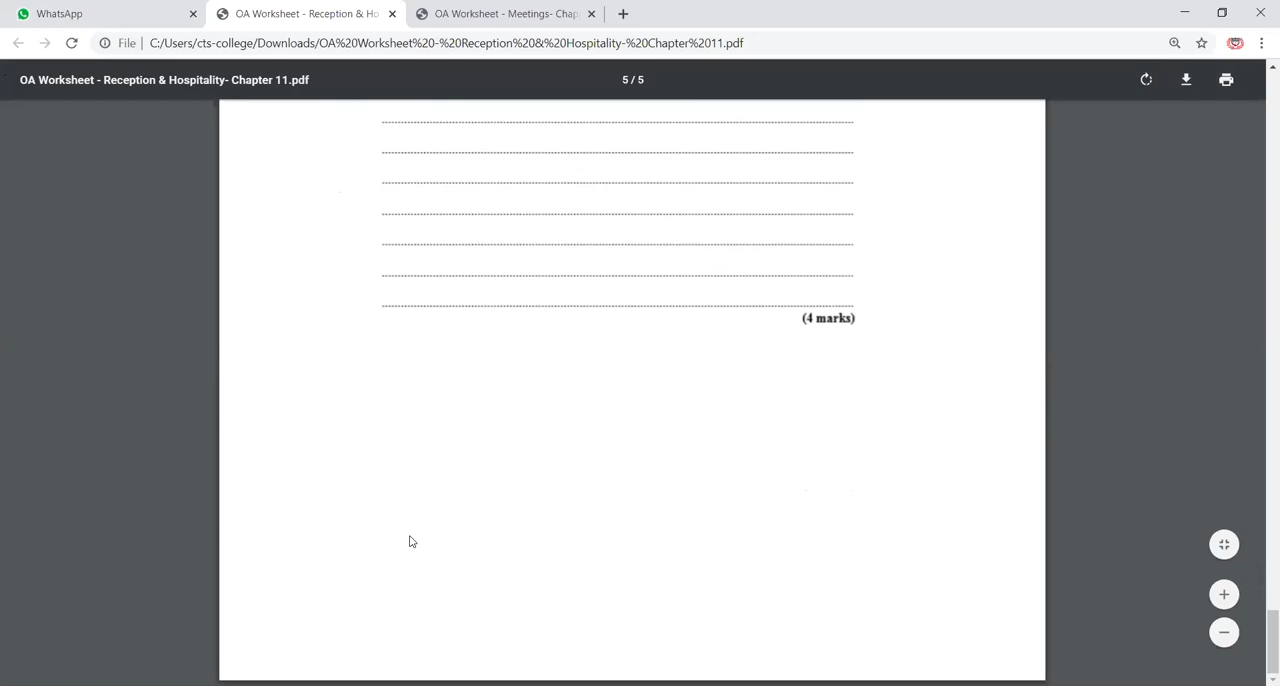 WhatsApp
OA Worksheet - Reception & Ho
OA Worksheet - Meetings- Chap
File
C:/Users/cts-college/Downloads/OA%20Worksheet%20-%20Reception%20&%20Hospitality-%20Chapter%2011.pdf
OA Worksheet - Reception & Hospitality- Chapter 11.pdf
5 / 5
(4 marks)